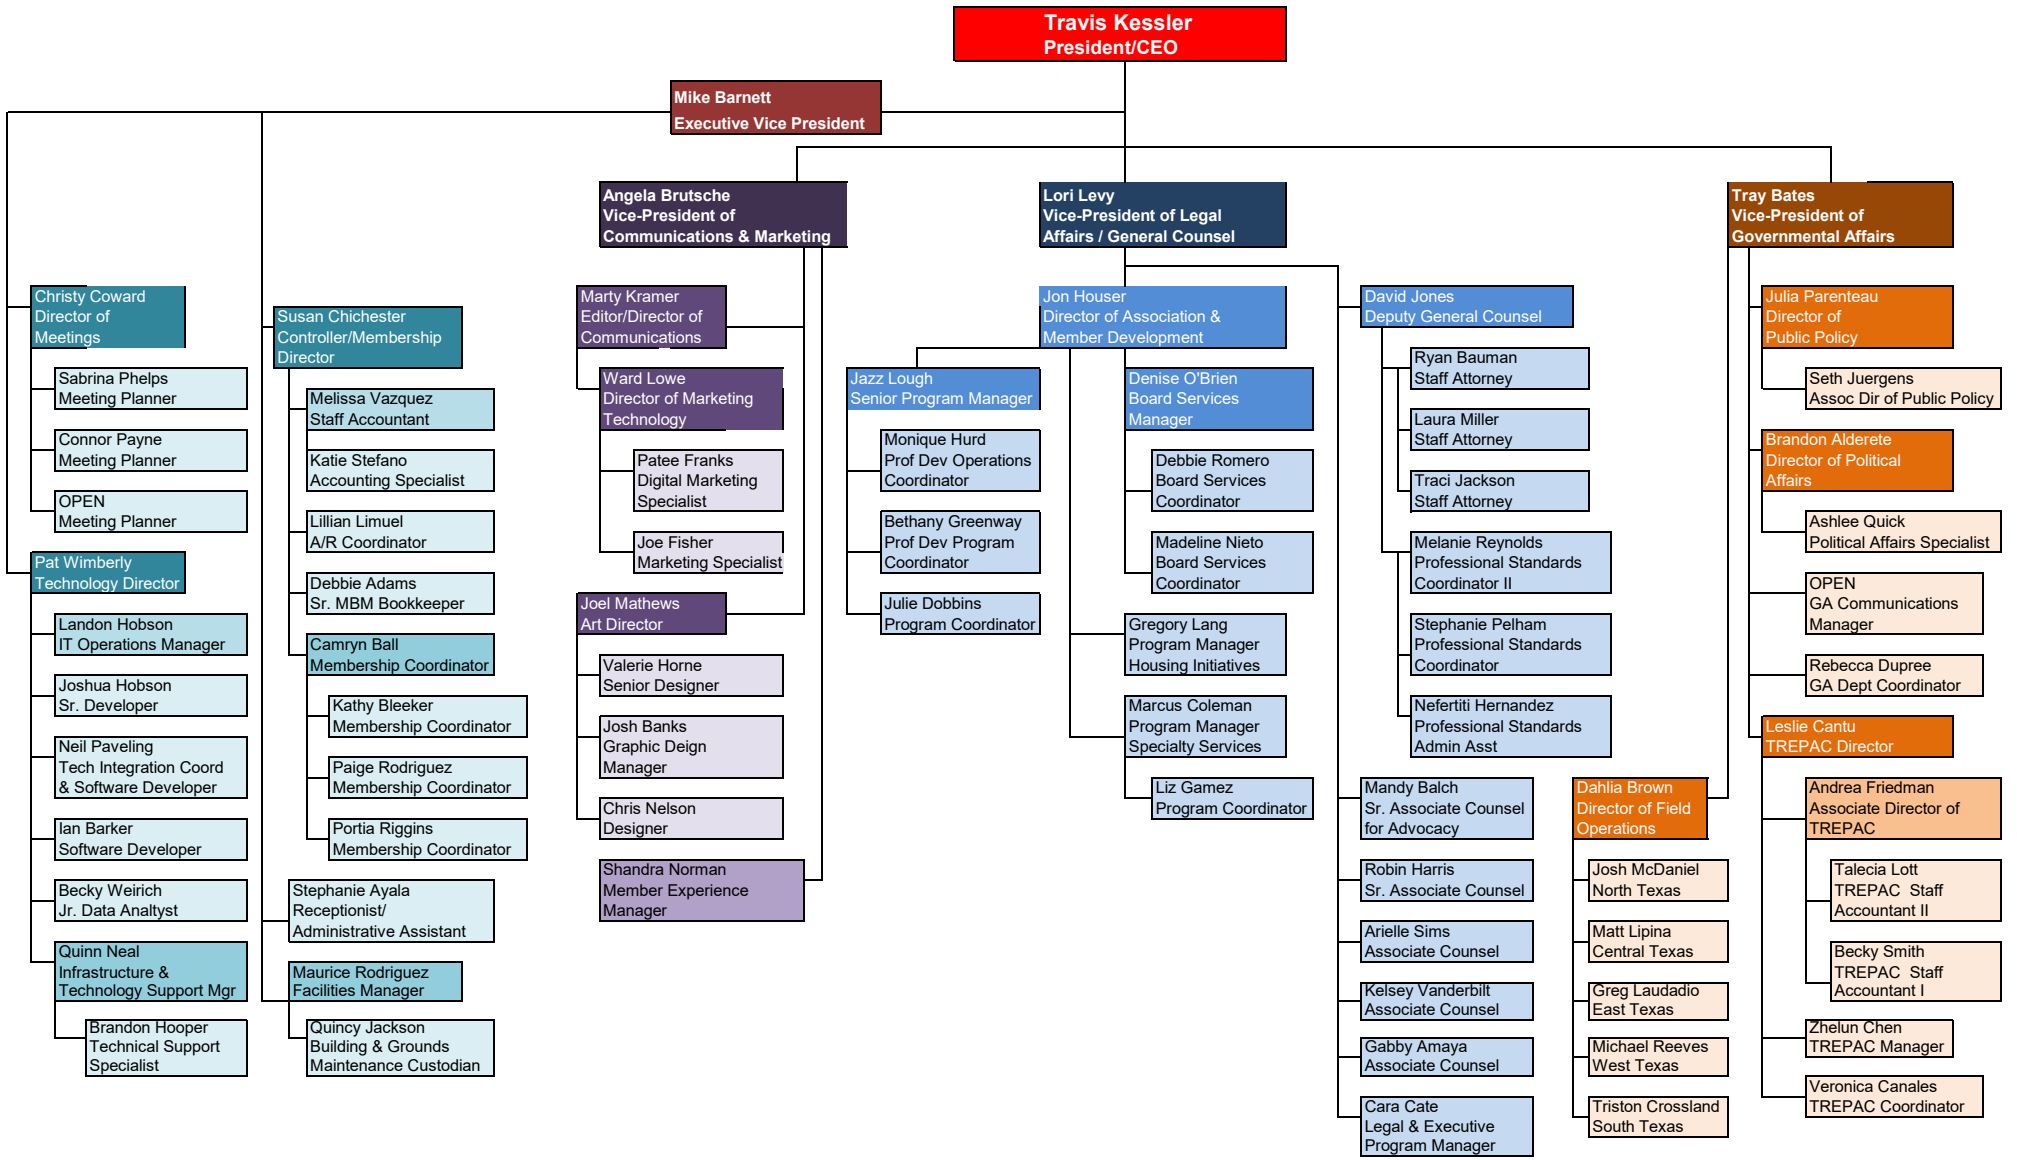 Travis Kessler
President/CEO
Mike Barnett
Executive Vice President
Angela Brutsche
Vice-President of
Communications & Marketing
Lori Levy
Vice-President of Legal
Affairs / General Counsel
Tray Bates
Vice-President of
Governmental Affairs
Christy Coward
Director of
Meetings
Sabrina Phelps
Meeting Planner
Connor Payne
Meeting Planner
OPEN
Meeting Planner
Pat Wimberly
Technology Director
Landon Hobson
IT Operations Manager
Joshua Hobson
Sr. Developer
Neil Paveling
Tech Integration Coord
& Software Developer
Ian Barker
Software Developer
Becky Weirich
Jr. Data Analtyst
Quinn Neal
Infrastructure &
Technology Support Mgr
Brandon Hooper
Technical Support
Specialist
Susan Chichester
Controller/Membership
Director
Melissa Vazquez
Staff Accountant
Katie Stefano
Accounting Specialist
Lillian Limuel
A/R Coordinator
Debbie Adams
Sr. MBM Bookkeeper
Camryn Ball
Membership Coordinator
Kathy Bleeker
Membership Coordinator
Paige Rodriguez
Membership Coordinator
Portia Riggins
Membership Coordinator
Stephanie Ayala
Receptionist/
Administrative Assistant
Maurice Rodriguez
Facilities Manager
Quincy Jackson
Building & Grounds
Maintenance Custodian
Marty Kramer
Editor/Director of
Communications
Ward Lowe
Director of Marketing
Technology
Patee Franks
Digital Marketing
Specialist
Joe Fisher
Marketing Specialist
Joel Mathews
Art Director
Valerie Horne
Senior Designer
Josh Banks
Graphic Deign
Manager
Chris Nelson
Designer
Shandra Norman
Member Experience
Manager
Jon Houser
Director of Association &
Member Development
Jazz Lough
Senior Program Manager
Monique Hurd
Prof Dev Operations
Coordinator
Bethany Greenway
Prof Dev Program
Coordinator
Julie Dobbins
Program Coordinator
Denise O'Brien
Board Services
Manager
Debbie Romero
Board Services
Coordinator
Madeline Nieto
Board Services
Coordinator
Gregory Lang
Program Manager
Housing Initiatives
Marcus Coleman
Program Manager
Specialty Services
Liz Gamez
Program Coordinator
David Jones
Deputy General Counsel
Ryan Bauman
Staff Attorney
Laura Miller
Staff Attorney
Traci Jackson
Staff Attorney
Melanie Reynolds
Professional Standards
Coordinator II
Stephanie Pelham
Professional Standards
Coordinator
Nefertiti Hernandez
Professional Standards
Admin Asst
Mandy Balch
Sr. Associate Counsel
for Advocacy
Robin Harris
Sr. Associate Counsel
Arielle Sims
Associate Counsel
Kelsey Vanderbilt
Associate Counsel
Gabby Amaya
Associate Counsel
Cara Cate
Legal & Executive
Program Manager
Dahlia Brown
Director of Field
Operations
Josh McDaniel
North Texas
Matt Lipina
Central Texas
Greg Laudadio
East Texas
Michael Reeves
West Texas
Triston Crossland
South Texas
Julia Parenteau
Director of
Public Policy
Seth Juergens
Assoc Dir of Public Policy
Brandon Alderete
Director of Political
Affairs
Ashlee Quick
Political Affairs Specialist
OPEN
GA Communications
Manager
Rebecca Dupree
GA Dept Coordinator
Leslie Cantu
TREPAC Director
Andrea Friedman
Associate Director of
TREPAC
Talecia Lott
TREPAC  Staff
Accountant II
Becky Smith
TREPAC  Staff
Accountant I
Zhelun Chen
TREPAC Manager
Veronica Canales
TREPAC Coordinator